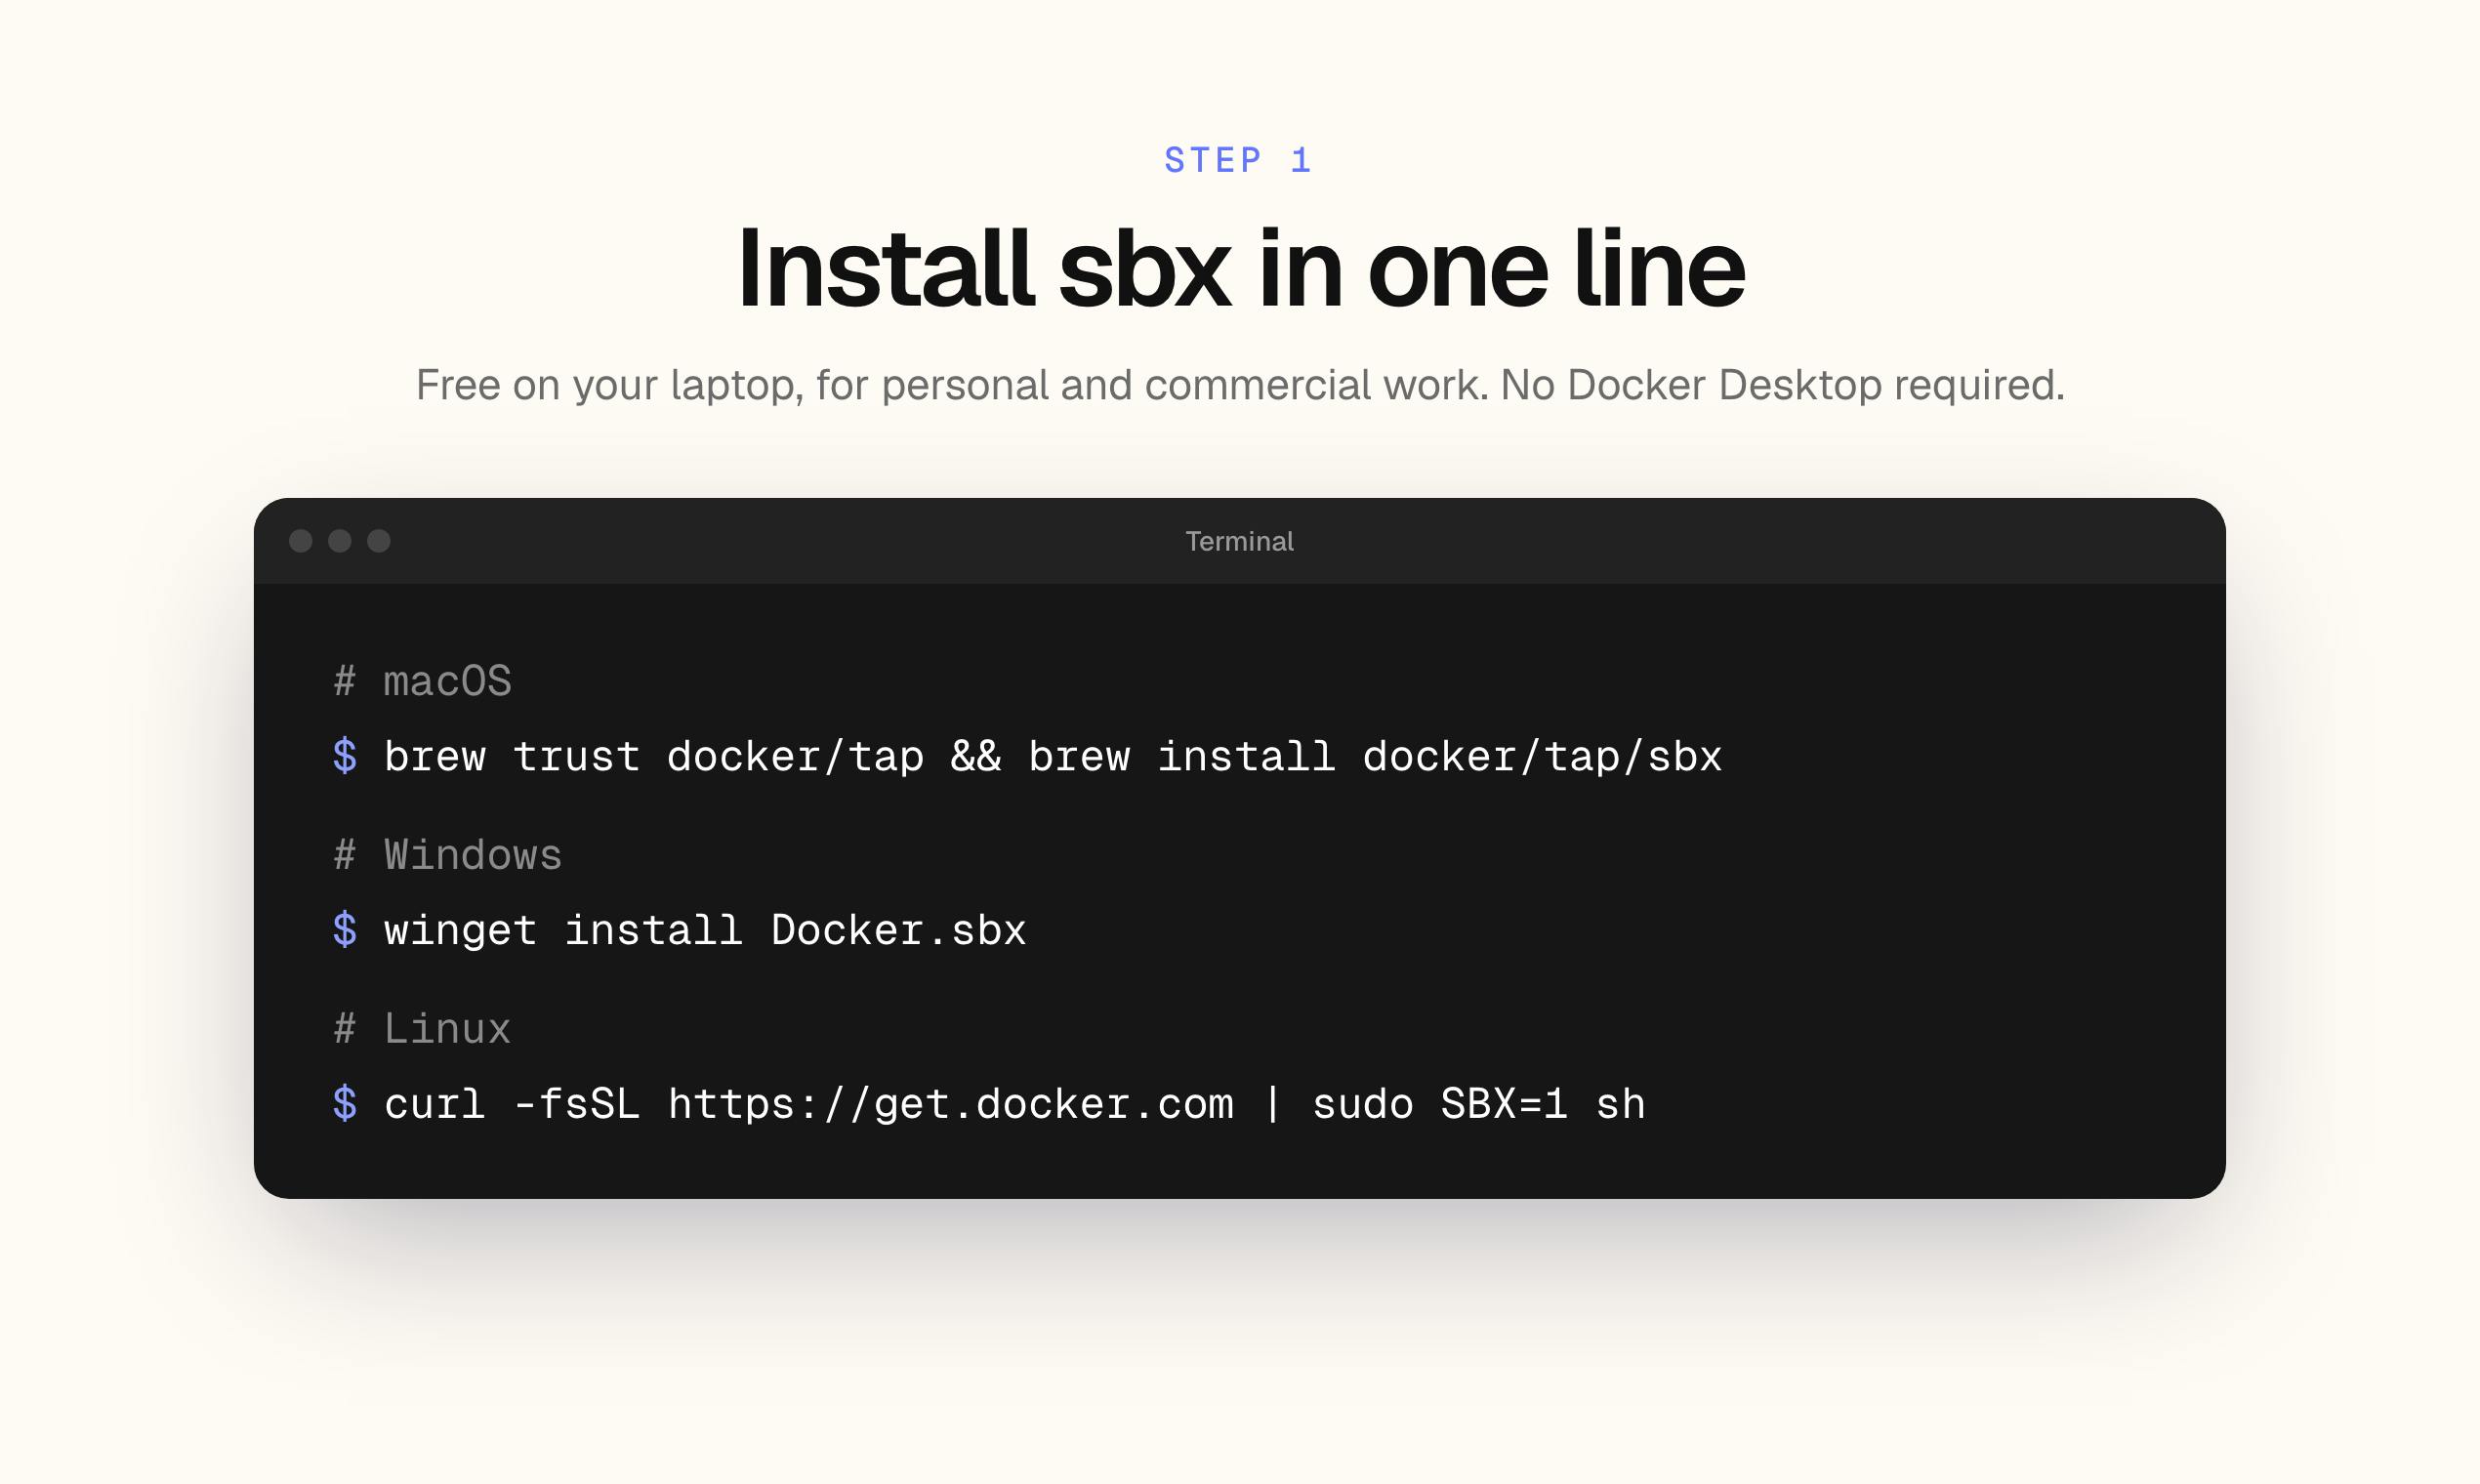 STEP 1
Install sbx in one line
Free on your laptop, for personal and commercial work. No Docker Desktop required.
Terminal
# macOS
$ brew trust docker/tap && brew install docker/tap/sbx
# Windows
$ winget install Docker.sbx
# Linux
$ curl -fsSL https://get.docker.com | sudo SBX=1 sh